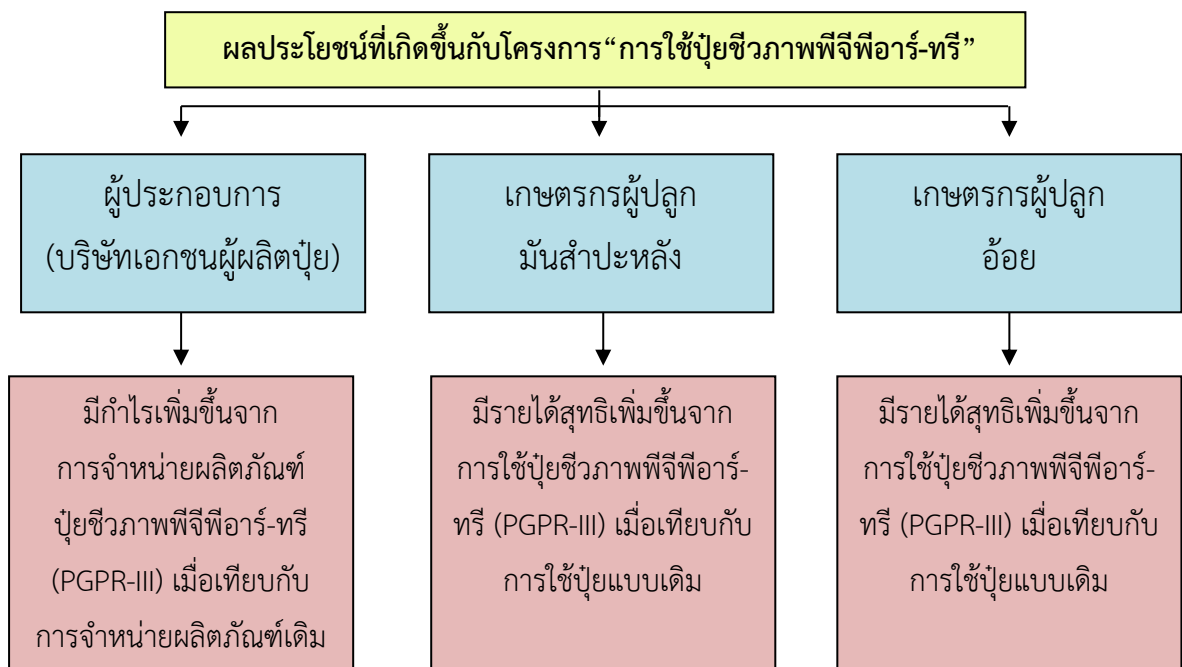 ผลประโยชน์ที่เกิดขึ้นกับโครงการ“การใช้ปุ๋ยชีวภาพพีจีพีอาร์-ทรี”
ผู้ประกอบการ
(บริษัทเอกชนผู้ผลิตปุ๋ย)
เกษตรกรผู้ปลูก
มันสำปะหลัง
เกษตรกรผู้ปลูก
อ้อย
มีกำไรเพิ่มขึ้นจาก
การจำหน่ายผลิตภัณฑ์
ปุ๋ยชีวภาพพีจีพีอาร์-ทรี
(PGPR-III) เมื่อเทียบกับ
การจำหน่ายผลิตภัณฑ์เดิม
มีรายได้สุทธิเพิ่มขึ้นจาก
การใช้ปุ๋ยชีวภาพพีจีพีอาร์-
ทรี (PGPR-III) เมื่อเทียบกับ
การใช้ปุ๋ยแบบเดิม
มีรายได้สุทธิเพิ่มขึ้นจาก
การใช้ปุ๋ยชีวภาพพีจีพีอาร์-
ทรี (PGPR-III) เมื่อเทียบกับ
การใช้ปุ๋ยแบบเดิม